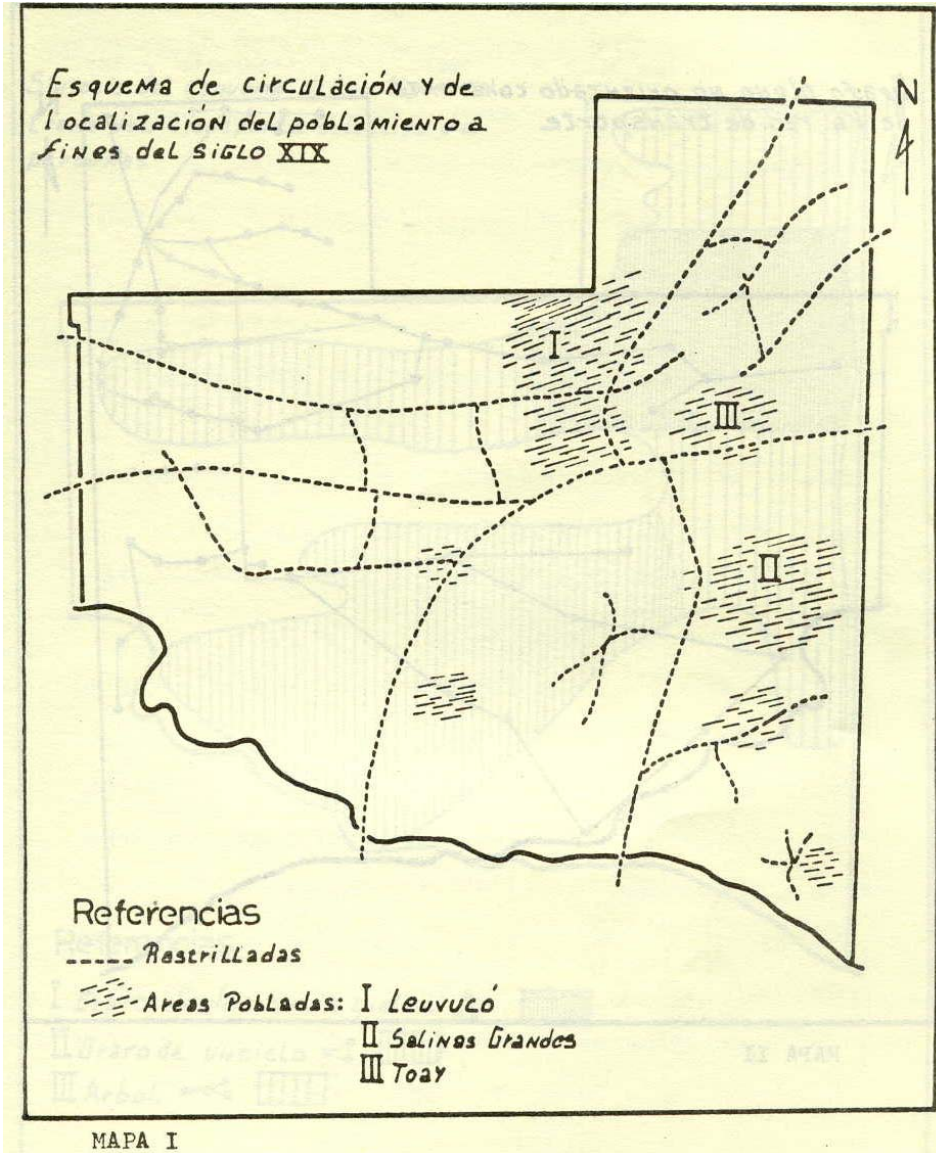 Esquema de circulación y de
localización del poblamiento a
fines del siglo XIX
N
I
III
II
Referencias
Rastrilladas
Areas Pobladas: I Leuvucó
II Salinas Grandes
III Toay
MAPA I